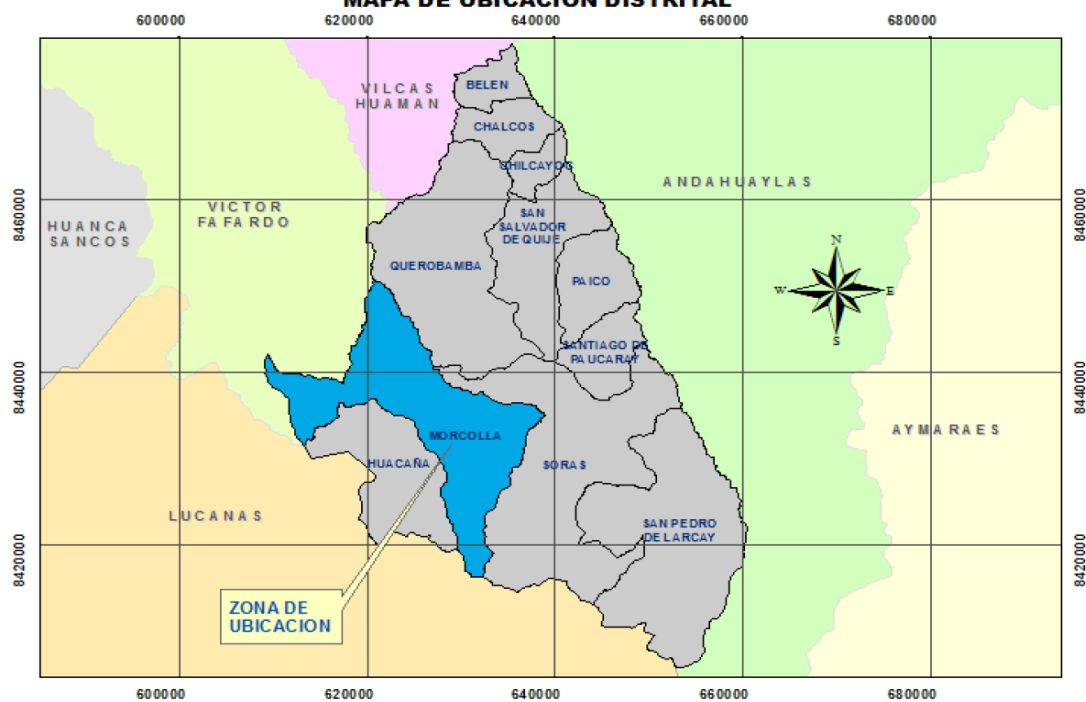 MAPA DE UBICACION DISTRITAL
600000
620000
640000
660000
680000
BELEN
VILCAS
HUAMAN
CHALCOS
CHILCAYOC
ANDAHUAYLAS
8460000
8460000
VICTOR
FAFARDO
HUANCA
SANCOS
SAN
SALVADOR
DE QUIJE
QUEROBAMBA
PAICO
N
W
E
S
SANTIAGO DE
PAUCARAY
8440000
8440000
AYMARAES
MORCOLLA
HUACAÑA
SORAS
LUCANAS
SAN PEDRO
DE LARCAY
8420000
8420000
ZONA DE
UBICACION
600000
620000
640000
660000
680000